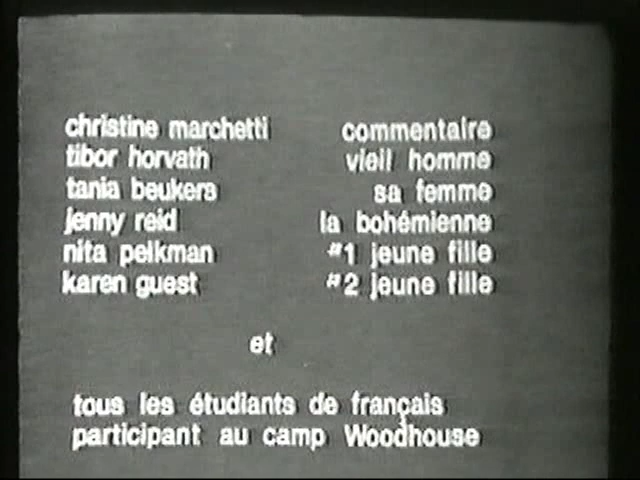 christine marchetti commentaire
tibor horvath vieil homme
tania beukers sa femme
jenny reid la bohémienne
nita pelkman #1 jeune fille
karen guest #2 jeune fille
et
tous les étudiants de français
participant au camp Woodhouse